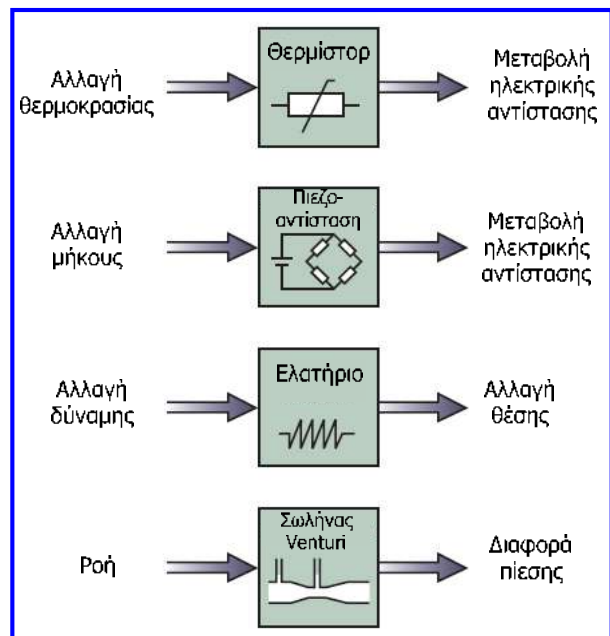 Αλλαγή
θερμοκρασίας
Θερμίστορ
Μεταβολή
ηλεκτρικής
αντίστασης
Αλλαγή
μήκους
Πιεζο-
αντίσταση
Μεταβολή
ηλεκτρικής
αντίστασης
Αλλαγή
δύναμης
Ελατήριο
Αλλαγή
θέσης
Ροή
Σωλήνας
Venturi
Διαφορά
πίεσης